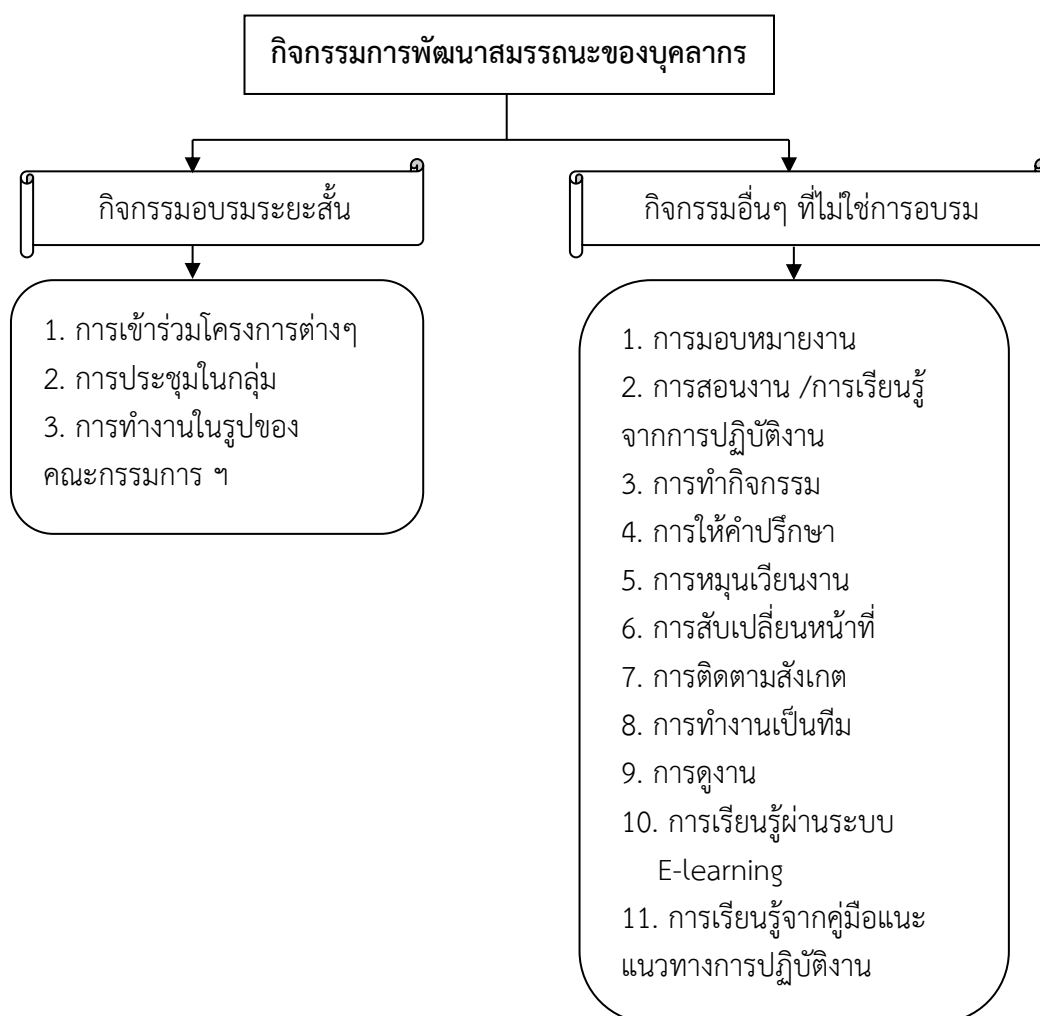 กิจกรรมการพัฒนาสมรรถนะของบุคลากร
กิจกรรมอบรมระยะสั้น
1. การเข้าร่วมโครงการต่างๆ
2. การประชุมในกลุ่ม
3. การทำงานในรูปของ
คณะกรรมการ ฯ
กิจกรรมอื่นๆ ที่ไม่ใช่การอบรม
1. การมอบหมายงาน
2. การสอนงาน /การเรียนรู้
จากการปฏิบัติงาน
3. การทำกิจกรรม
4. การให้คำปรึกษา
5. การหมุนเวียนงาน
6. การสับเปลี่ยนหน้าที่
7. การติดตามสังเกต
8. การทำงานเป็นทีม
9. การดูงาน
10. การเรียนรู้ผ่านระบบ
E-learning
11. การเรียนรู้จากคู่มือแนะ
แนวทางการปฏิบัติงาน